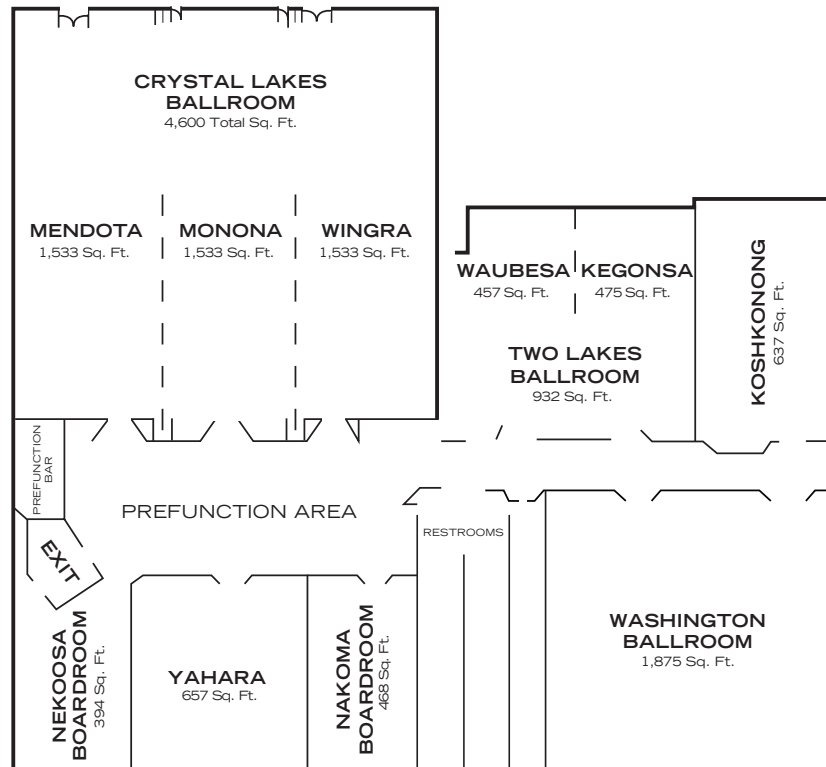 CRYSTAL LAKES
BALLROOM
4,600 Total Sq. Ft.
MENDOTA
1,533 Sq. Ft.
MONONA
1,533 Sq. Ft.
WINGRA
1,533 Sq. Ft.
WAUBESA
457 Sq. Ft.
KEGONSA
475 Sq. Ft.
TWO LAKES
BALLROOM
932 Sq. Ft.
KOSHKONONG
637 Sq. Ft.
PREFUNCTION
BAR
PREFUNCTION AREA
EXIT
RESTROOMS
NEKOOSA
BOARDROOM
394 Sq. Ft.
YAHARA
657 Sq. Ft.
NAKOMA
BOARDROOM
468 Sq. Ft.
WASHINGTON
BALLROOM
1,875 Sq. Ft.